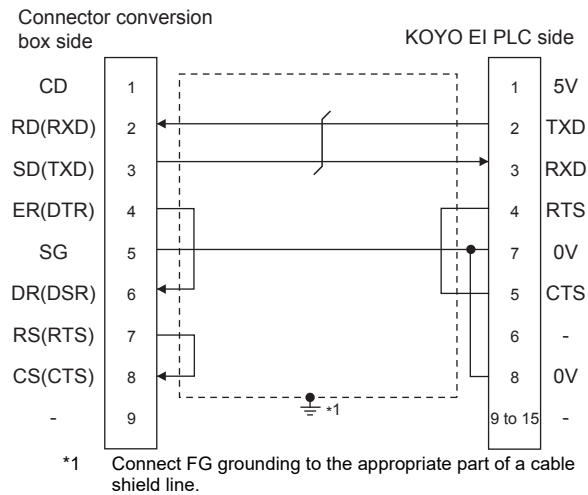 Connector conversion
box side
KOYO EI PLC side
CD 1 1 5V
RD(RXD) 2 2 TXD
SD(TXD) 3 3 RXD
ER(DTR) 4 4 RTS
SG 5 7 0V
DR(DSR) 6 5 CTS
RS(RTS) 7 6 -
CS(CTS) 8 8 0V
- 9 9 to 15 -
*1
*1 Connect FG grounding to the appropriate part of a cable
shield line.